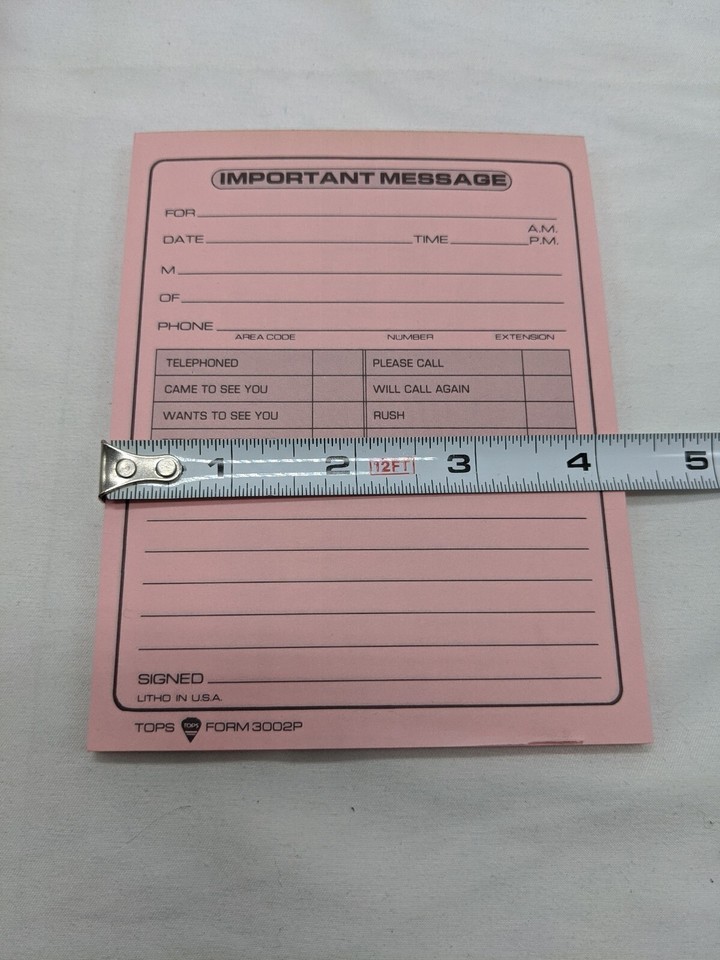 IMPORTANT MESSAGE
FOR
A.M.
DATE TIME P.M.
M
OF
PHONE
AREA CODE NUMBER EXTENSION
TELEPHONED PLEASE CALL
CAME TO SEE YOU WILL CALL AGAIN
WANTS TO SEE YOU RUSH
1 2 12FT 3 4 5
SIGNED
LITHO IN U.S.A.
TOPS TOPS FORM 3002P